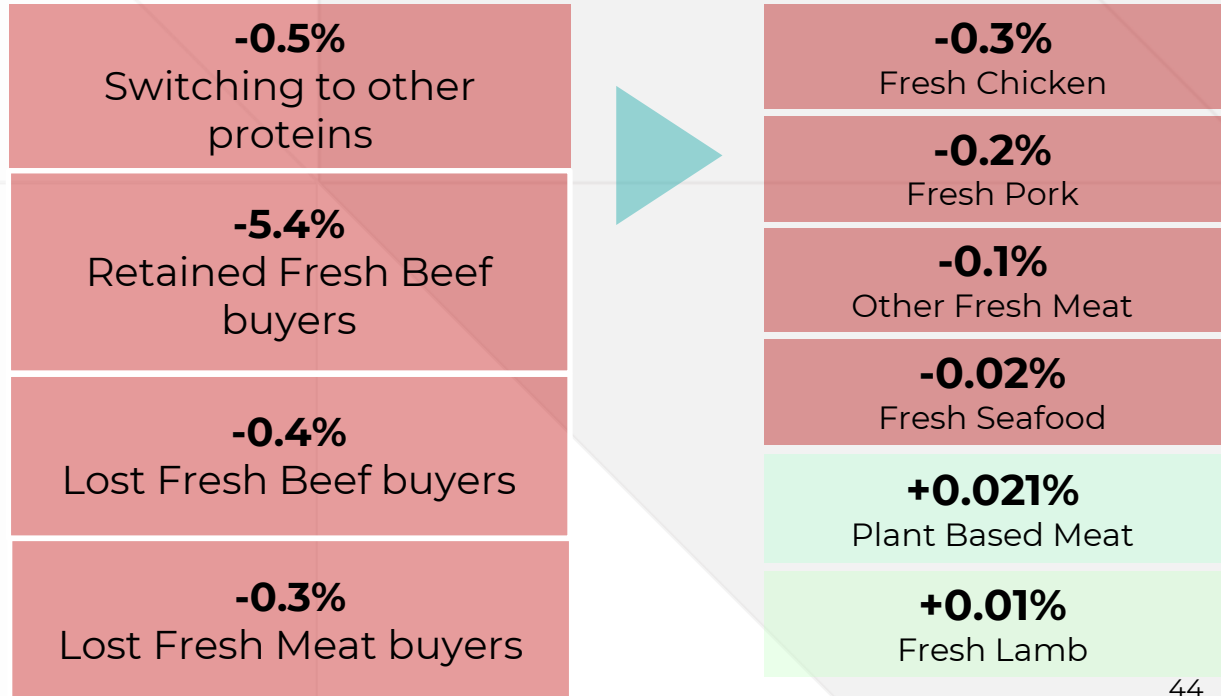 -0.5%
Switching to other
proteins
-5.4%
Retained Fresh Beef
buyers
-0.4%
Lost Fresh Beef buyers
-0.3%
Lost Fresh Meat buyers
-0.3%
Fresh Chicken
-0.2%
Fresh Pork
-0.1%
Other Fresh Meat
-0.02%
Fresh Seafood
+0.021%
Plant Based Meat
+0.01%
Fresh Lamb
44